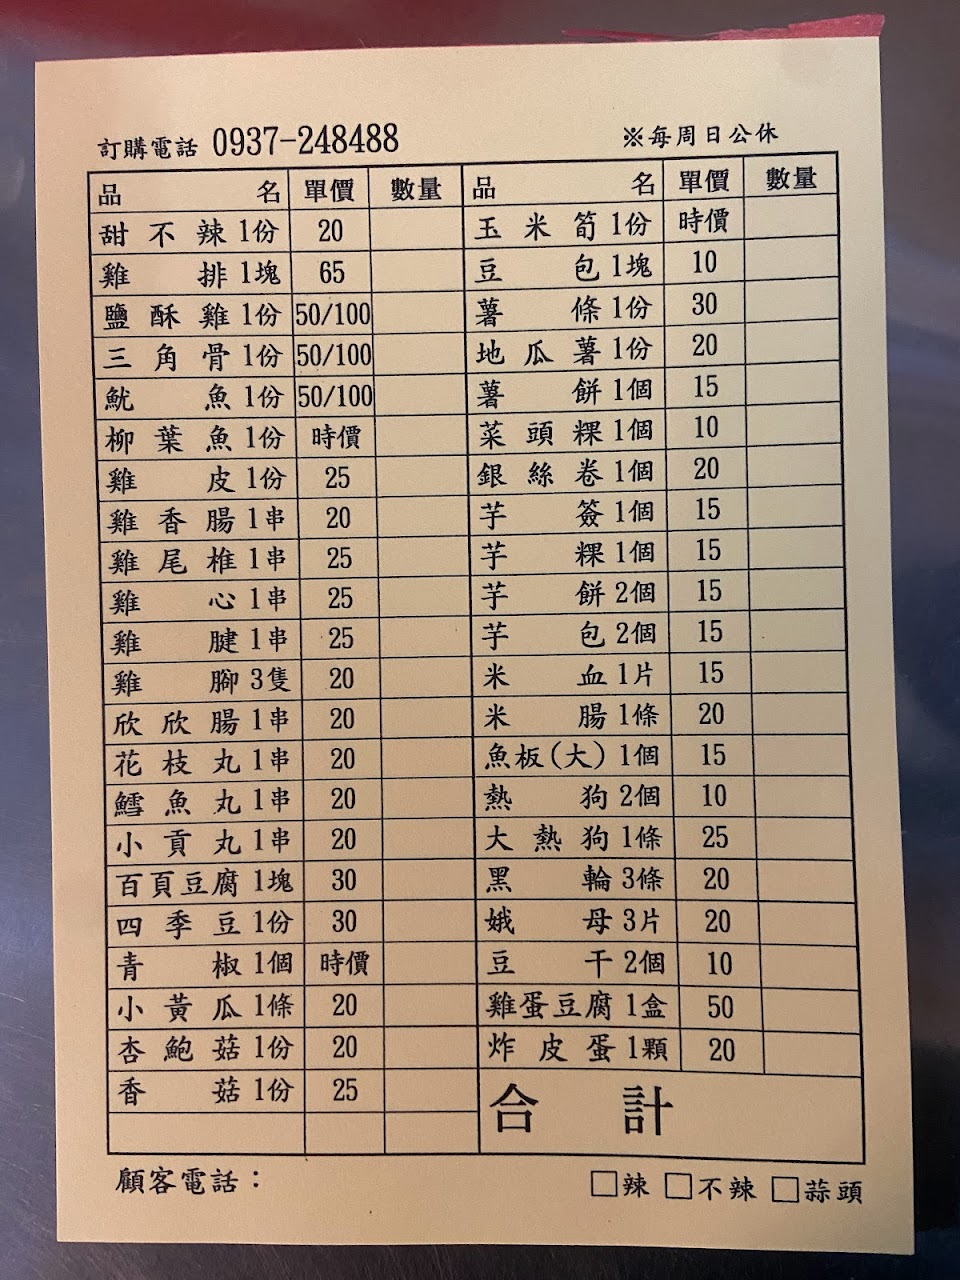 訂購電話 0937-248488 ※每周日公休
品名 單價 數量 品名 單價 數量
甜不辣 1份 20 玉米筍 1份 時價
雞排 1塊 65 豆包 1塊 10
鹽酥雞 1份 50/100 薯條 1份 30
三角骨 1份 50/100 地瓜薯 1份 20
魷魚 1份 50/100 薯餅 1個 15
柳葉魚 1份 時價 菜頭粿 1個 10
雞皮 1份 25 銀絲卷 1個 20
雞香腸 1串 20 芋簽 1個 15
雞尾椎 1串 25 芋粿 1個 15
雞心 1串 25 芋餅 2個 15
雞腱 1串 25 芋包 2個 15
雞腳 3隻 20 米血 1片 15
欣欣腸 1串 20 米腸 1條 20
花枝丸 1串 20 魚板(大) 1個 15
鱈魚丸 1串 20 熱狗 2個 10
小貢丸 1串 20 大熱狗 1條 25
百頁豆腐 1塊 30 黑輪 3條 20
四季豆 1份 30 娥母 3片 20
青椒 1個 時價 豆干 2個 10
小黃瓜 1條 20 雞蛋豆腐 1盒 50
杏鮑菇 1份 20 炸皮蛋 1顆 20
香菇 1份 25 合計
顧客電話： □辣 □不辣 □蒜頭